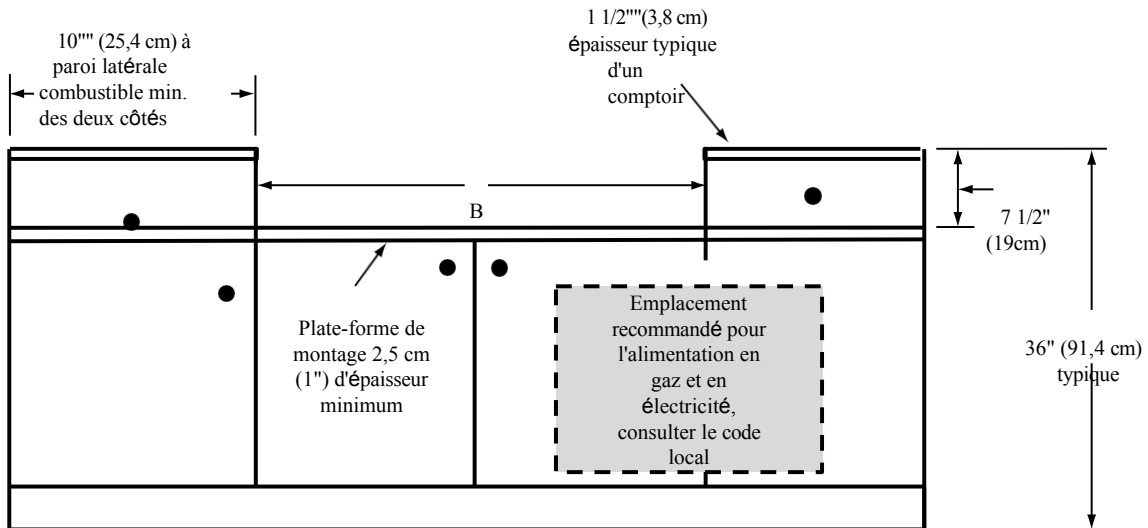 10"" (25,4 cm) à
paroi latérale
combustible min.
des deux côtés
1 1/2""(3,8 cm)
épaisseur typique
d'un
comptoir
B
7 1/2"
(19cm)
Plate-forme de
montage 2,5 cm
(1") d'épaisseur
minimum
Emplacement
recommandé pour
l'alimentation en
gaz et en
électricité,
consulter le code
local
36" (91,4 cm)
typique